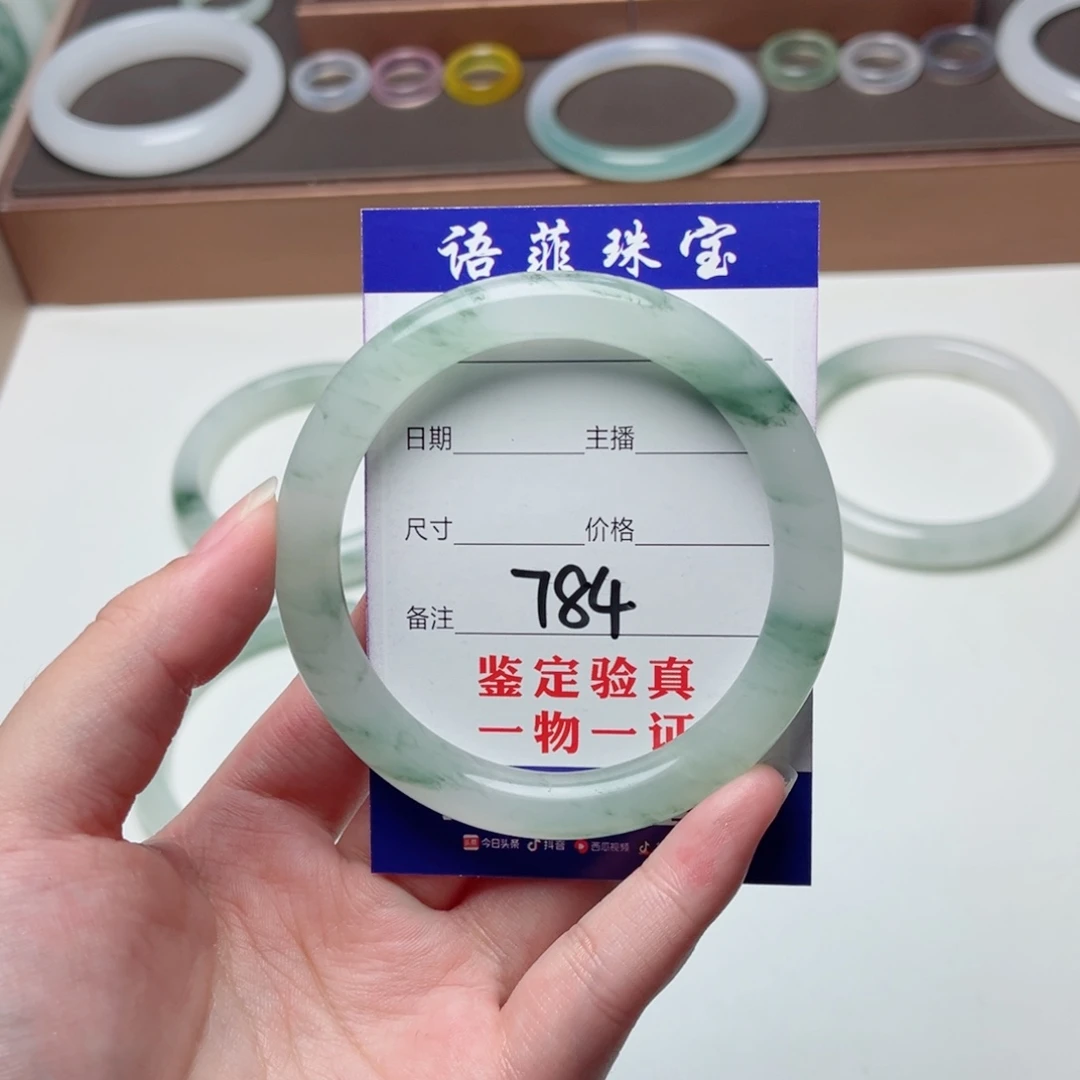 语菲珠宝
日期 主播
尺寸 价格
备注 784
鉴定验真
一物一证
今日头条 抖音 西瓜视频